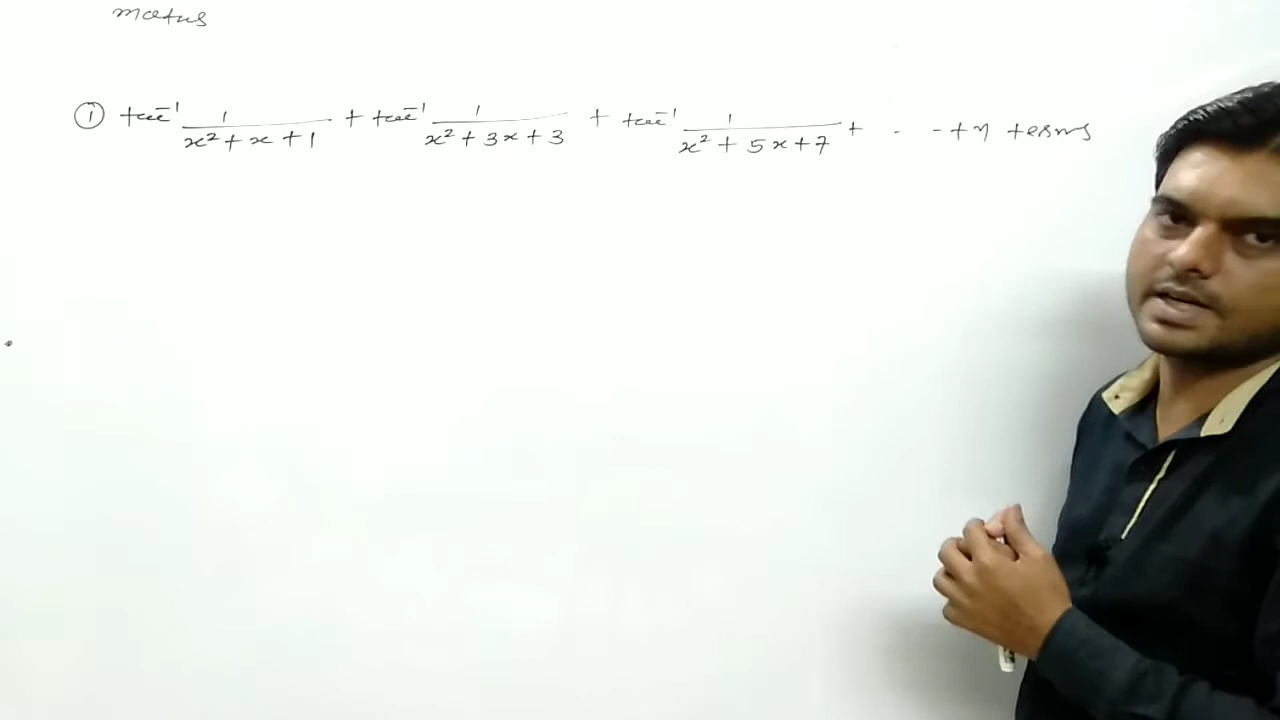 maths
① tan⁻¹ 1/(x² + x + 1) + tan⁻¹ 1/(x² + 3x + 3) + tan⁻¹ 1/(x² + 5x + 7) + . . . + n terms